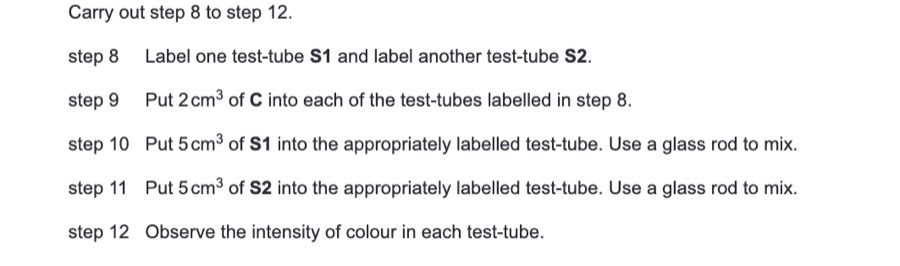 Carry out step 8 to step 12.
step 8 Label one test-tube S1 and label another test-tube S2.
step 9 Put 2 cm³ of C into each of the test-tubes labelled in step 8.
step 10 Put 5 cm³ of S1 into the appropriately labelled test-tube. Use a glass rod to mix.
step 11 Put 5 cm³ of S2 into the appropriately labelled test-tube. Use a glass rod to mix.
step 12 Observe the intensity of colour in each test-tube.